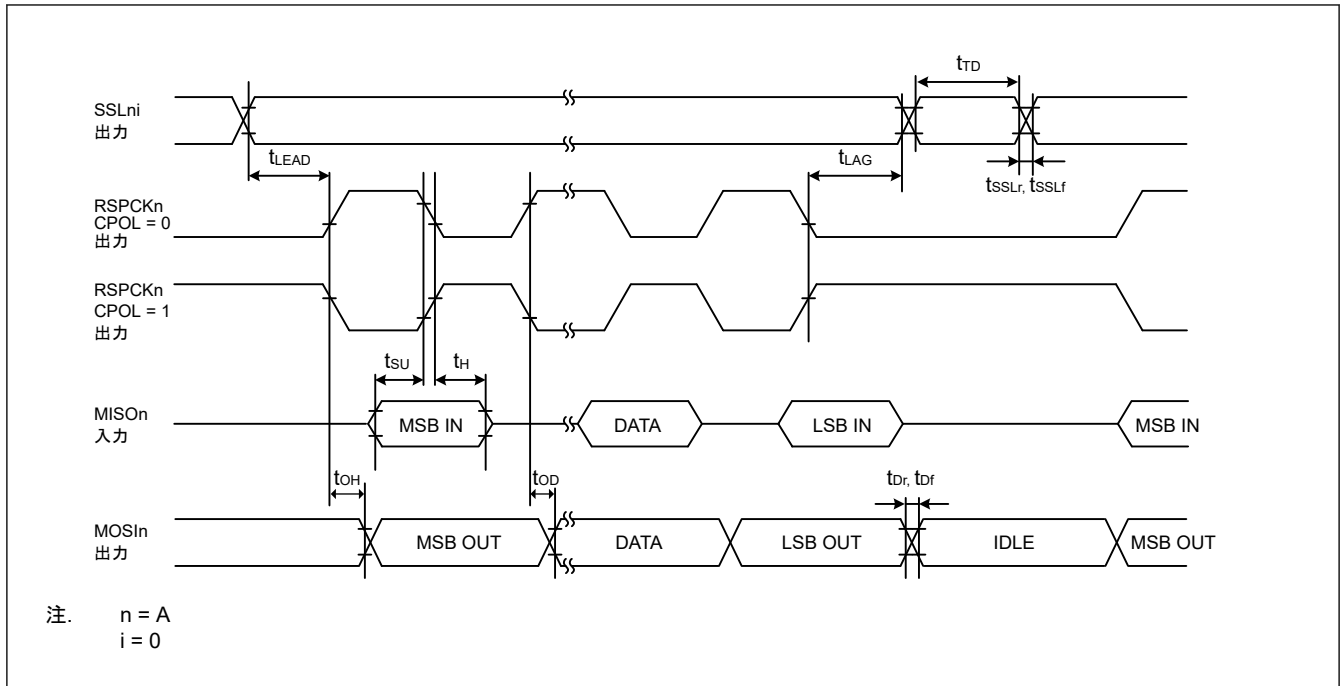 tTD
SSLni
出力
tLEAD
tLAG
tSSLr, tSSLf
RSPCKn
CPOL = 0
出力
RSPCKn
CPOL = 1
出力
tSU
tH
MISOn
入力
MSB IN
DATA
LSB IN
MSB IN
tOH
tOD
tDr, tDf
MOSIn
出力
MSB OUT
DATA
LSB OUT
IDLE
MSB OUT
注. n = A
i = 0